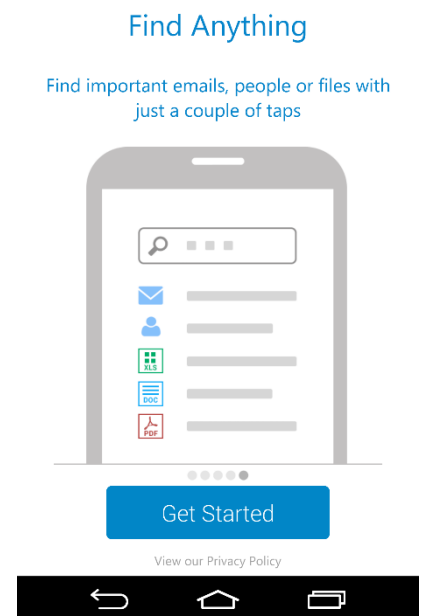 Find Anything
Find important emails, people or files with
just a couple of taps
XLS
DOC
PDF
Get Started
View our Privacy Policy